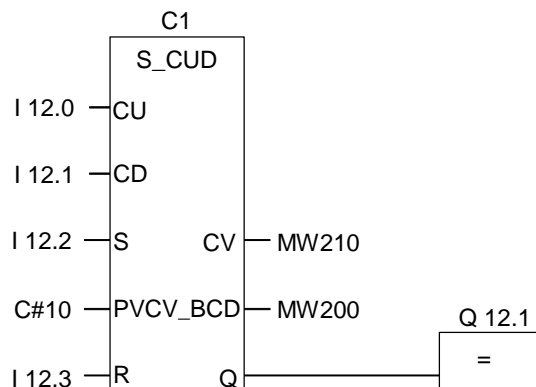 C1
S_CUD
I 12.0 CU
I 12.1 CD
I 12.2 S CV MW210
C#10 PVCV_BCD MW200
Q 12.1
=
I 12.3 R Q